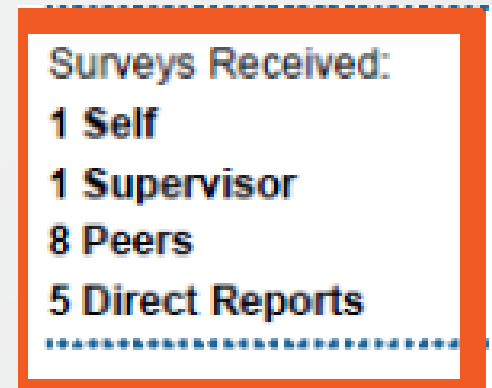 Surveys Received:
1 Self
1 Supervisor
8 Peers
5 Direct Reports